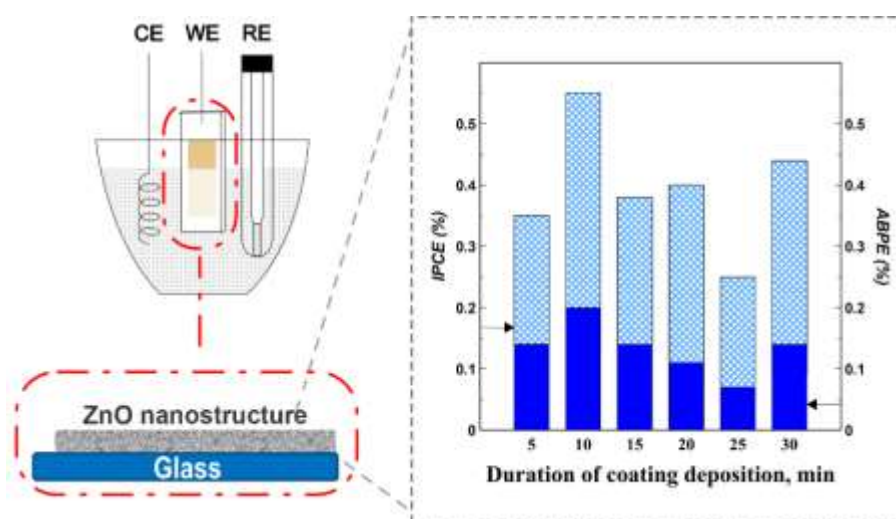 CE WE RE
ZnO nanostructure
Glass
IPCE (%)
0.5
0.4
0.3
0.2
0.1
0
ABPE (%)
0.5
0.4
0.3
0.2
0.1
0
5 10 15 20 25 30
Duration of coating deposition, min